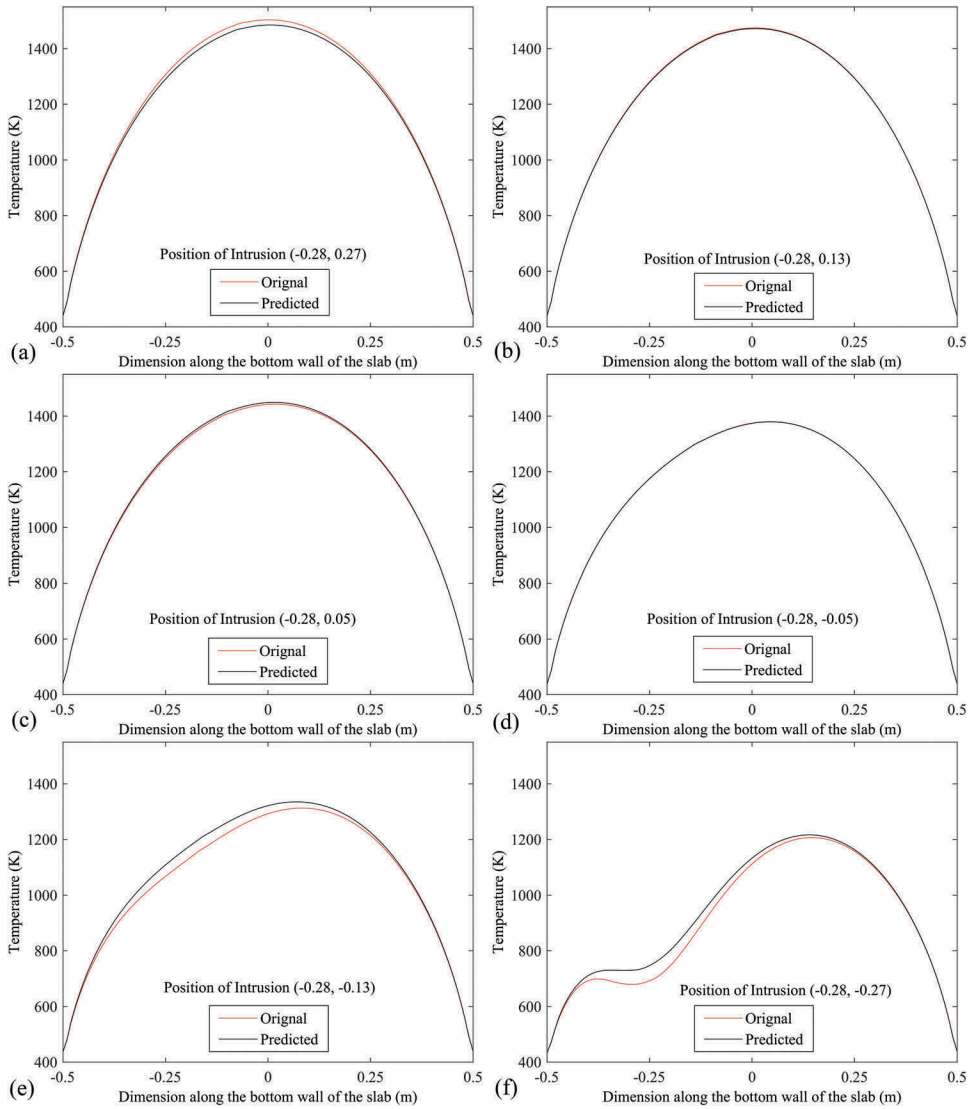 1400
1200
1000
800
600
400
Temperature (K)
Position of Intrusion (-0.28, 0.27)
Orignal
Predicted
-0.5
-0.25
0
0.25
0.5
(a)
Dimension along the bottom wall of the slab (m)
1400
1200
1000
800
600
400
Temperature (K)
Position of Intrusion (-0.28, 0.13)
Orignal
Predicted
-0.5
-0.25
0
0.25
0.5
(b)
Dimension along the bottom wall of the slab (m)
1400
1200
1000
800
600
400
Temperature (K)
Position of Intrusion (-0.28, 0.05)
Orignal
Predicted
-0.5
-0.25
0
0.25
0.5
(c)
Dimension along the bottom wall of the slab (m)
1400
1200
1000
800
600
400
Temperature (K)
Position of Intrusion (-0.28, -0.05)
Orignal
Predicted
-0.5
-0.25
0
0.25
0.5
(d)
Dimension along the bottom wall of the slab (m)
1400
1200
1000
800
600
400
Temperature (K)
Position of Intrusion (-0.28, -0.13)
Orignal
Predicted
-0.5
-0.25
0
0.25
0.5
(e)
Dimension along the bottom wall of the slab (m)
1400
1200
1000
800
600
400
Temperature (K)
Position of Intrusion (-0.28, -0.27)
Orignal
Predicted
-0.5
-0.25
0
0.25
0.5
(f)
Dimension along the bottom wall of the slab (m)